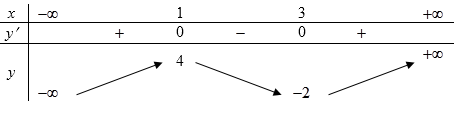 x −∞ 1 3 +∞
y′ + 0 − 0 +
y −∞ 4 −2 +∞